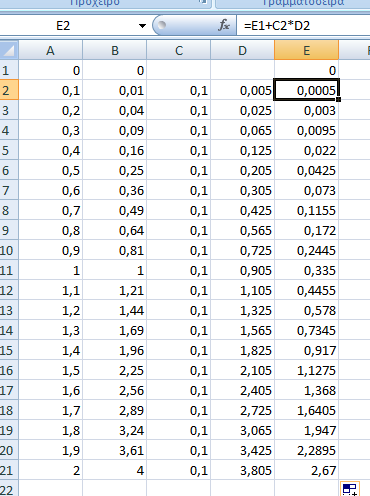 Πρόχειρο Γραμματοσειρά
E2 fx =E1+C2*D2
A B C D E
1 0 0 0
2 0,1 0,01 0,1 0,005 0,0005
3 0,2 0,04 0,1 0,025 0,003
4 0,3 0,09 0,1 0,065 0,0095
5 0,4 0,16 0,1 0,125 0,022
6 0,5 0,25 0,1 0,205 0,0425
7 0,6 0,36 0,1 0,305 0,073
8 0,7 0,49 0,1 0,425 0,1155
9 0,8 0,64 0,1 0,565 0,172
10 0,9 0,81 0,1 0,725 0,2445
11 1 1 0,1 0,905 0,335
12 1,1 1,21 0,1 1,105 0,4455
13 1,2 1,44 0,1 1,325 0,578
14 1,3 1,69 0,1 1,565 0,7345
15 1,4 1,96 0,1 1,825 0,917
16 1,5 2,25 0,1 2,105 1,1275
17 1,6 2,56 0,1 2,405 1,368
18 1,7 2,89 0,1 2,725 1,6405
19 1,8 3,24 0,1 3,065 1,947
20 1,9 3,61 0,1 3,425 2,2895
21 2 4 0,1 3,805 2,67
22